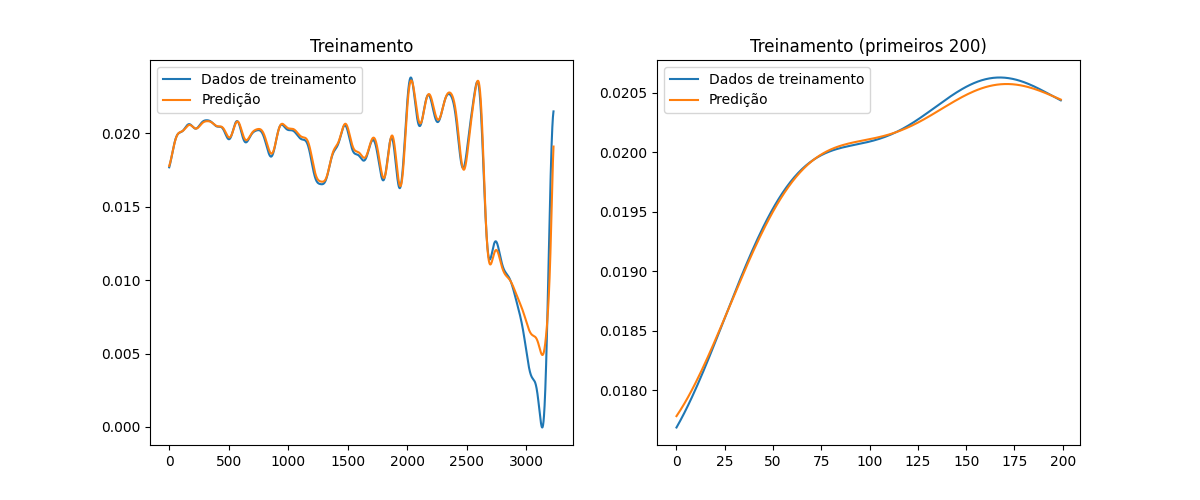 Treinamento
Dados de treinamento
Predição
0.020
0.015
0.010
0.005
0.000
0 500 1000 1500 2000 2500 3000
Treinamento (primeiros 200)
Dados de treinamento
Predição
0.0205
0.0200
0.0195
0.0190
0.0185
0.0180
0 25 50 75 100 125 150 175 200